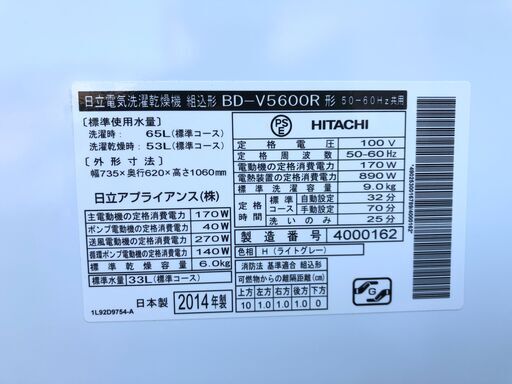 日立電気洗濯乾燥機 組込形 BD-V5600R 形 50-60Hz共用
[標準使用水量]
洗濯時: 65L(標準コース)
洗濯乾燥時: 53L(標準コース)
[外形寸法]
幅735×奥行620×高さ1060mm
日立アプライアンス(株)
主電動機の定格消費電力 170W
ポンプ電動機の定格消費電力 40W
送風電動機の定格消費電力 270W
循環ポンプ電動機の定格消費電力 140W
標準乾燥容量 6.0kg
標準水量 33L(標準コース)
日本製 2014年製
1L92D9754-A
PS E HITACHI
定格電圧 100V
定格周波数 50-60Hz
電動機の定格消費電力 170W
電熱装置の定格消費電力 890W
標準洗濯容量 9.0kg
定格時間 標準コース 自動設定 32分
手動設定 70分
洗いのみ 25分
製造番号 4000162
色相 H(ライトグレー)
消防法 基準適合 組込形
可燃物からの離隔距離(cm)
上方 左方 右方 前方 後方 下方
10 1.0 1.0 1.0 0 0
G